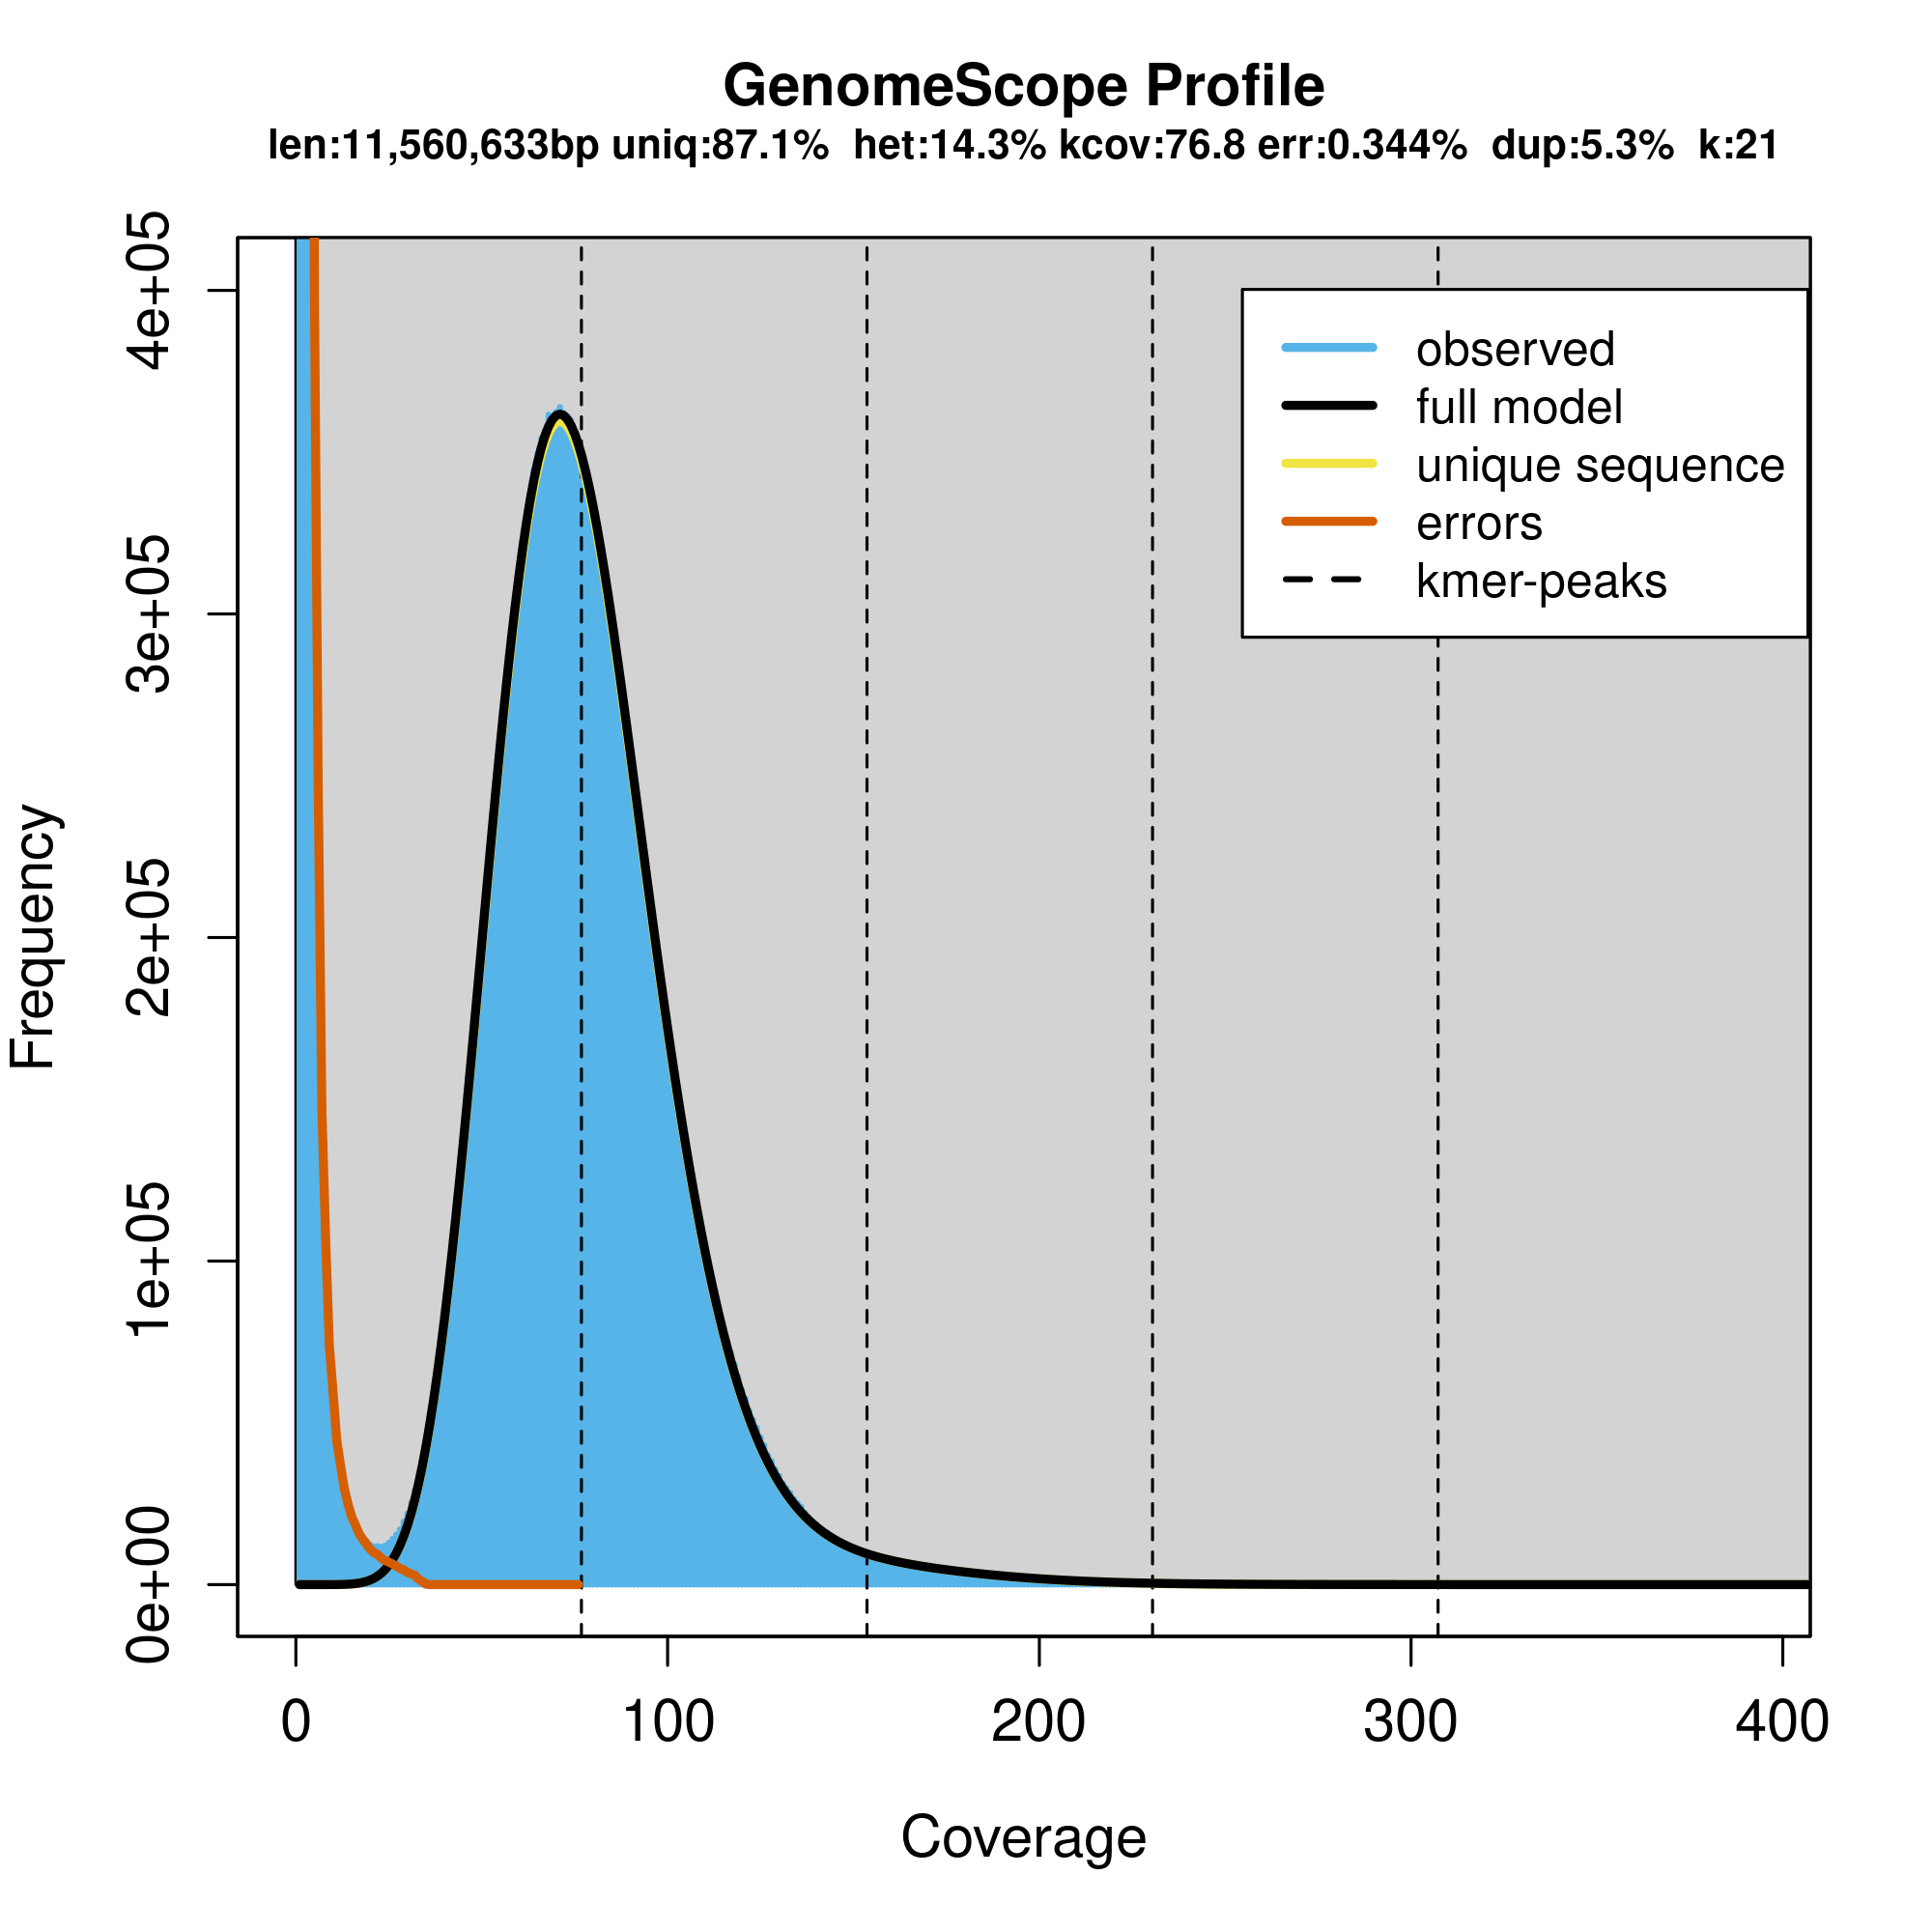 GenomeScope Profile
len:11,560,633bp uniq:87.1% het:14.3% kcov:76.8 err:0.344% dup:5.3% k:21
observed
full model
unique sequence
errors
kmer-peaks
Frequency
4e+05
3e+05
2e+05
1e+05
0e+00
0 100 200 300 400
Coverage